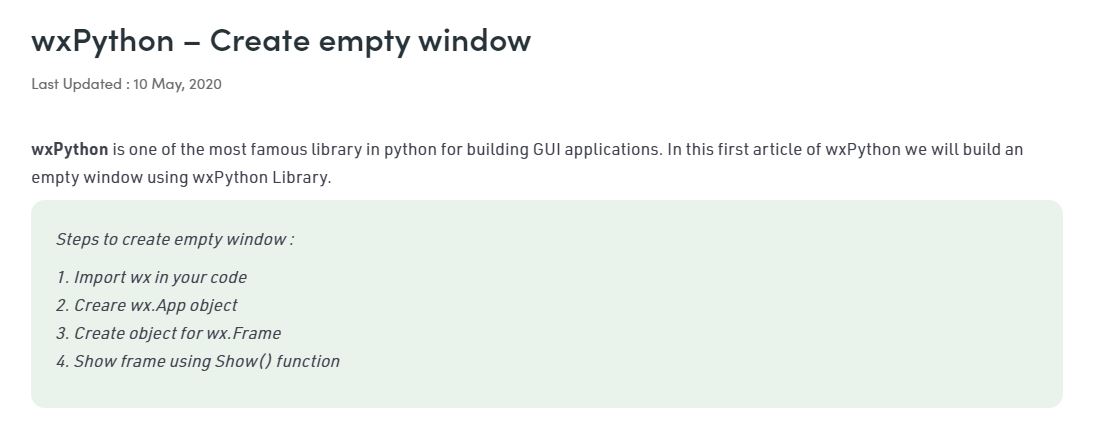 wxPython – Create empty window
Last Updated : 10 May, 2020
wxPython is one of the most famous library in python for building GUI applications. In this first article of wxPython we will build an
empty window using wxPython Library.
Steps to create empty window :
1. Import wx in your code
2. Creare wx.App object
3. Create object for wx.Frame
4. Show frame using Show() function